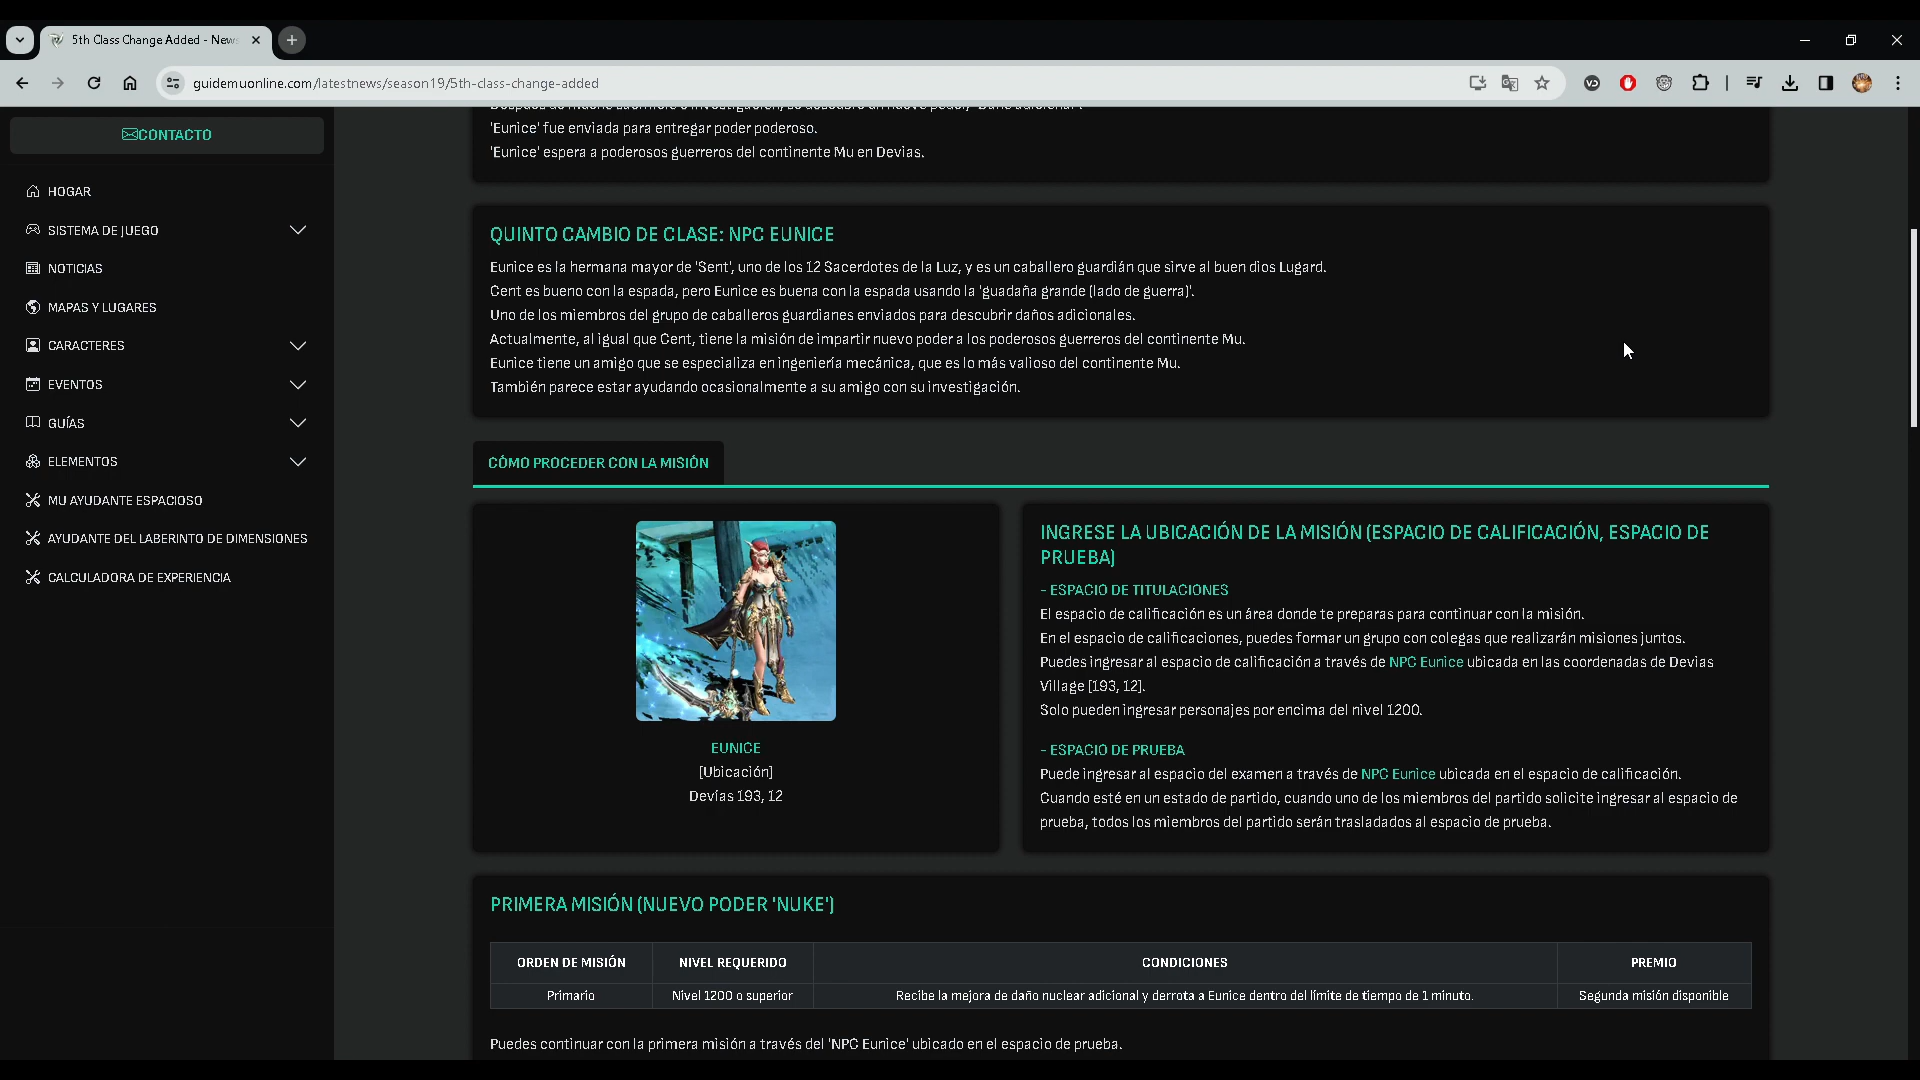 5th Class Change Added - New
guidemuonline.com/latestnews/season19/5th-class-change-added
CONTACTO
HOGAR
SISTEMA DE JUEGO
NOTICIAS
MAPAS Y LUGARES
CARACTERES
EVENTOS
GUÍAS
ELEMENTOS
MU AYUDANTE ESPACIOSO
AYUDANTE DEL LABERINTO DE DIMENSIONES
CALCULADORA DE EXPERIENCIA
'Eunice' fue enviada para entregar poder poderoso.
'Eunice' espera a poderosos guerreros del continente Mu en Devias.
QUINTO CAMBIO DE CLASE: NPC EUNICE
Eunice es la hermana mayor de 'Sent', uno de los 12 Sacerdotes de la Luz, y es un caballero guardián que sirve al buen dios Lugard.
Cent es bueno con la espada, pero Eunice es buena con la espada usando la 'guadaña grande (lado de guerra)'.
Uno de los miembros del grupo de caballeros guardianes enviados para descubrir daños adicionales.
Actualmente, al igual que Cent, tiene la misión de impartir nuevo poder a los poderosos guerreros del continente Mu.
Eunice tiene un amigo que se especializa en ingeniería mecánica, que es lo más valioso del continente Mu.
También parece estar ayudando ocasionalmente a su amigo con su investigación.
CÓMO PROCEDER CON LA MISIÓN
EUNICE
[Ubicación]
Devías 193, 12
INGRESE LA UBICACIÓN DE LA MISIÓN (ESPACIO DE CALIFICACIÓN, ESPACIO DE
PRUEBA)
- ESPACIO DE TITULACIONES
El espacio de calificación es un área donde te preparas para continuar con la misión.
En el espacio de calificaciones, puedes formar un grupo con colegas que realizarán misiones juntos.
Puedes ingresar al espacio de calificación a través de NPC Eunice ubicada en las coordenadas de Devias
Village [193, 12].
Solo pueden ingresar personajes por encima del nivel 1200.
- ESPACIO DE PRUEBA
Puede ingresar al espacio del examen a través de NPC Eunice ubicada en el espacio de calificación.
Cuando esté en un estado de partido, cuando uno de los miembros del partido solicite ingresar al espacio de
prueba, todos los miembros del partido serán trasladados al espacio de prueba.
PRIMERA MISIÓN (NUEVO PODER 'NUKE')
ORDEN DE MISIÓN NIVEL REQUERIDO CONDICIONES PREMIO
Primario Nivel 1200 o superior Recibe la mejora de daño nuclear adicional y derrota a Eunice dentro del límite de tiempo de 1 minuto. Segunda misión disponible
Puedes continuar con la primera misión a través del 'NPC Eunice' ubicado en el espacio de prueba.